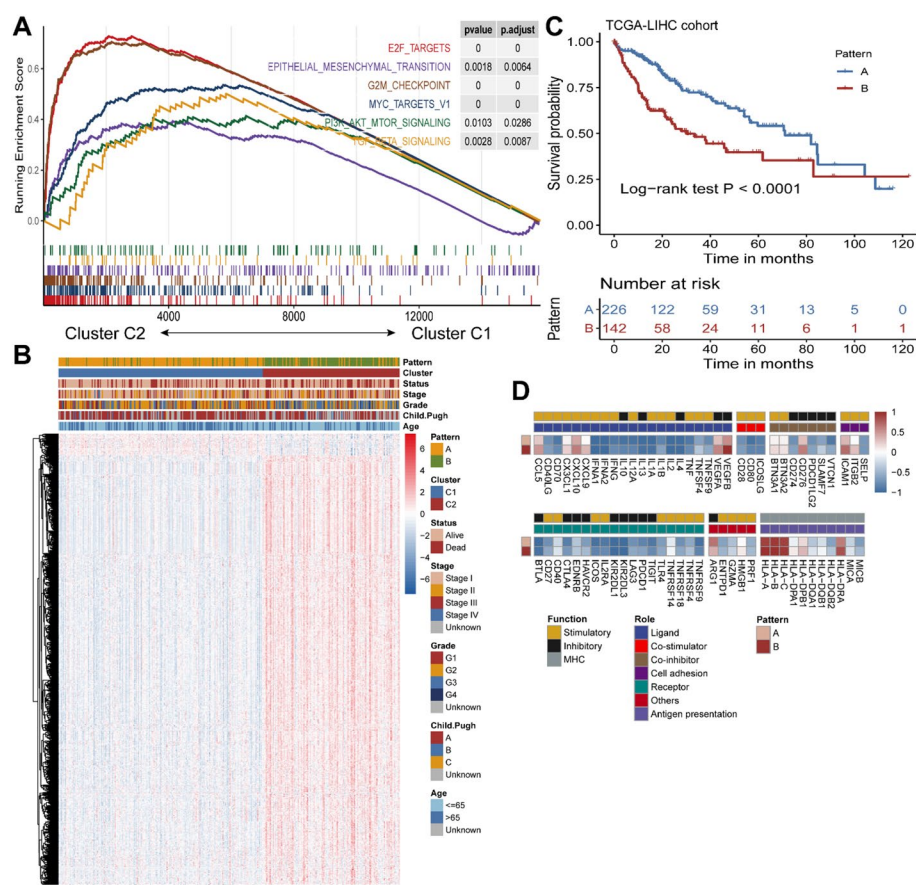 A
pvalue p.adjust
E2F_TARGETS 0 0
EPITHELIAL_MESENCHYMAL_TRANSITION 0.0018 0.0064
G2M_CHECKPOINT 0 0
MYC_TARGETS_V1 0 0
PI3K_AKT_MTOR_SIGNALING 0.0103 0.0286
SIGNALING 0.0028 0.0087
Running Enrichment Score
0.6
0.4
0.2
0.0
4000 8000 12000
Cluster C2 Cluster C1
C
TCGA-LIHC cohort
Pattern
A
B
Survival probability
1.00
0.75
0.50
0.25
0.00
Log-rank test P < 0.0001
0 20 40 60 80 100 120
Time in months
Number at risk
Pattern
A 226 122 59 31 13 5 0
B 142 58 24 11 6 1 1
0 20 40 60 80 100 120
Time in months
B
Pattern
Cluster
Status
Stage
Grade
Child.Pugh
Age
6
4
2
0
−2
−4
−6
Pattern
A
B
Cluster
C1
C2
Status
Alive
Dead
Stage
Stage I
Stage II
Stage III
Stage IV
Unknown
Grade
G1
G2
G3
G4
Unknown
Child.Pugh
A
B
C
Unknown
Age
<=65
>65
Unknown
D
1
0.5
0
−0.5
−1
CCL5
CD40LG
CD70
CX3CL1
CXCL10
CXCL9
IFNA1
IFNA2
IFNG
IL10
IL12A
IL13
IL1A
IL1B
IL2
IL4
TNF
TNFSF4
TNFSF9
VEGFA
VEGFB
CD28
CD80
ICOSLG
BTN3A1
BTN3A2
CD274
CD276
PDCD1LG2
SLAMF7
VTCN1
ICAM1
ITGB2
SELP
BTLA
CD27
CD40
CTLA4
EDNRB
HAVCR2
ICOS
IL2RA
KIR2DL1
KIR2DL3
LAG3
PDCD1
TIGIT
TLR4
TNFRSF14
TNFRSF18
TNFRSF4
TNFRSF9
ARG1
ENTPD1
GZMA
HMGB1
PRF1
HLA-A
HLA-B
HLA-C
HLA-DPA1
HLA-DPB1
HLA-DQA1
HLA-DQB1
HLA-DQB2
HLA-DRA
MICA
MICB
Function
Stimulatory
Inhibitory
MHC
Role
Ligand
Co-stimulator
Co-inhibitor
Cell adhesion
Receptor
Others
Antigen presentation
Pattern
A
B